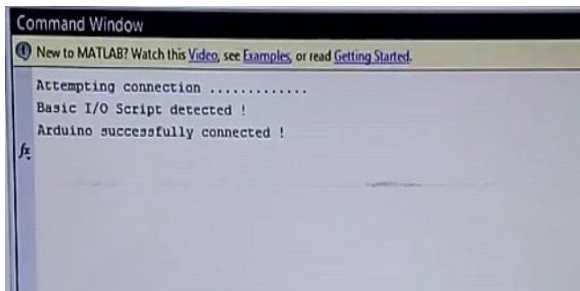 Command Window
New to MATLAB? Watch this Video, see Examples, or read Getting Started.
Attempting connection .............
Basic I/O Script detected !
Arduino successfully connected !
fx